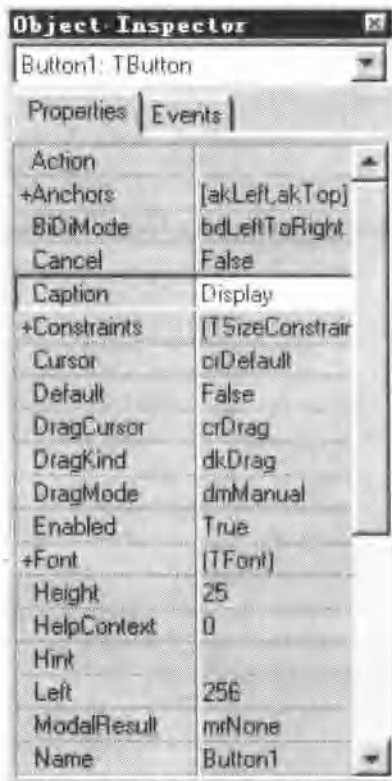 Object Inspector
Button1: TButton
Properties Events
Action
+Anchors [akLeft,akTop]
BiDiMode bdLeftToRight
Cancel False
Caption Display
+Constraints (TSizeConstrair
Cursor crDefault
Default False
DragCursor crDrag
DragKind dkDrag
DragMode dmManual
Enabled True
+Font (TFont)
Height 25
HelpContext 0
Hint
Left 256
ModalResult mrNone
Name Button1